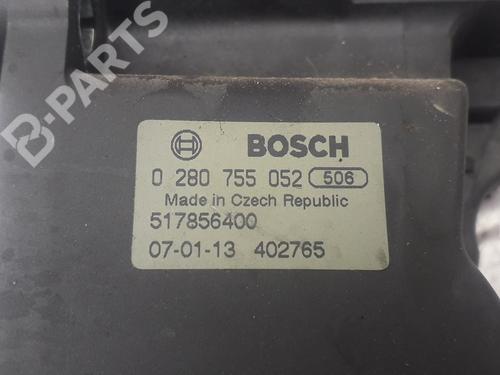 B-PARTS
BOSCH
0 280 755 052 506
Made in Czech Republic
517856400
07-01-13 402765